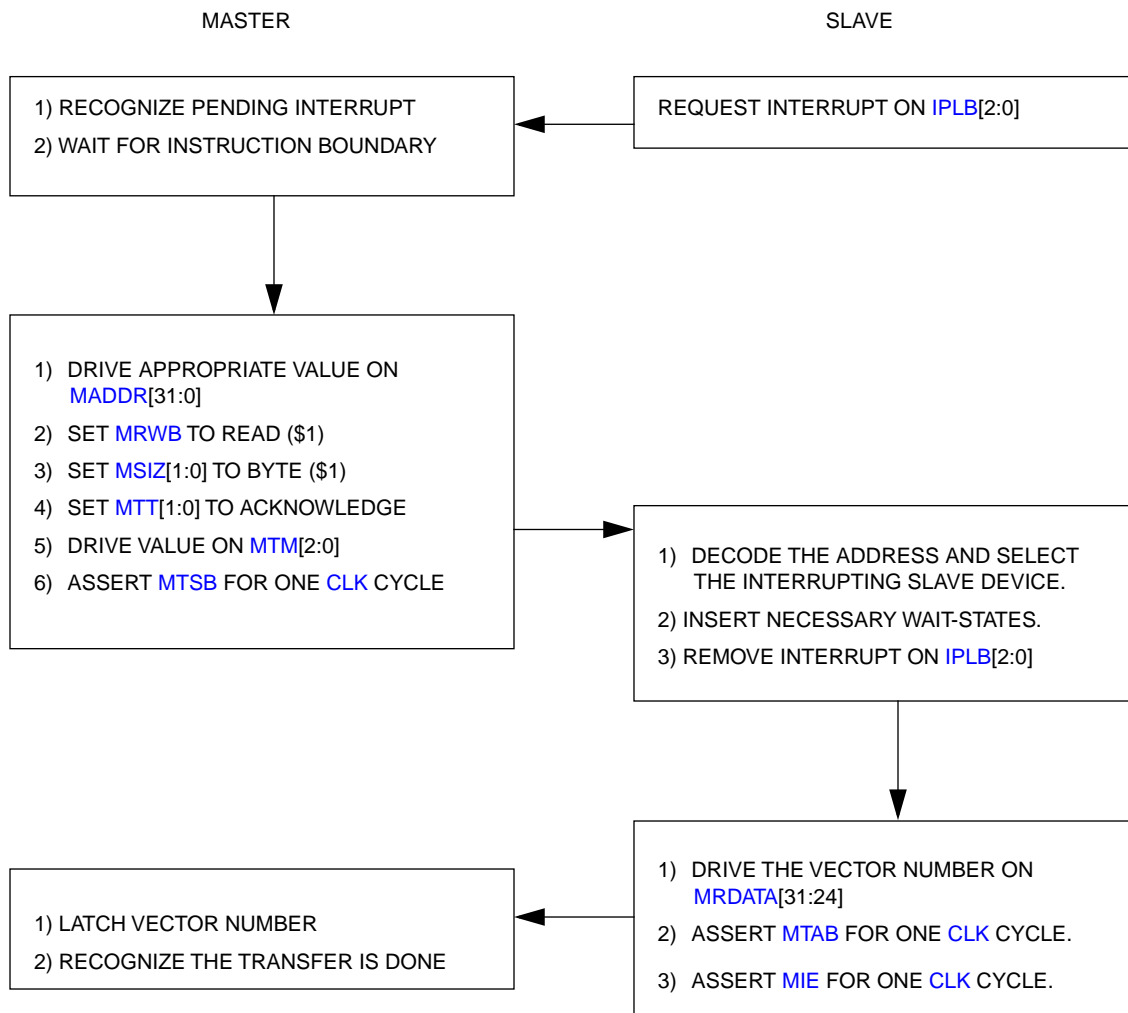 MASTER
SLAVE
1) RECOGNIZE PENDING INTERRUPT
2) WAIT FOR INSTRUCTION BOUNDARY
REQUEST INTERRUPT ON IPLB[2:0]
1) DRIVE APPROPRIATE VALUE ON
MADDR[31:0]
2) SET MRWB TO READ ($1)
3) SET MSIZ[1:0] TO BYTE ($1)
4) SET MTT[1:0] TO ACKNOWLEDGE
5) DRIVE VALUE ON MTM[2:0]
6) ASSERT MTSB FOR ONE CLK CYCLE
1) DECODE THE ADDRESS AND SELECT
THE INTERRUPTING SLAVE DEVICE.
2) INSERT NECESSARY WAIT-STATES.
3) REMOVE INTERRUPT ON IPLB[2:0]
1) DRIVE THE VECTOR NUMBER ON
MRDATA[31:24]
2) ASSERT MTAB FOR ONE CLK CYCLE.
3) ASSERT MIE FOR ONE CLK CYCLE.
1) LATCH VECTOR NUMBER
2) RECOGNIZE THE TRANSFER IS DONE